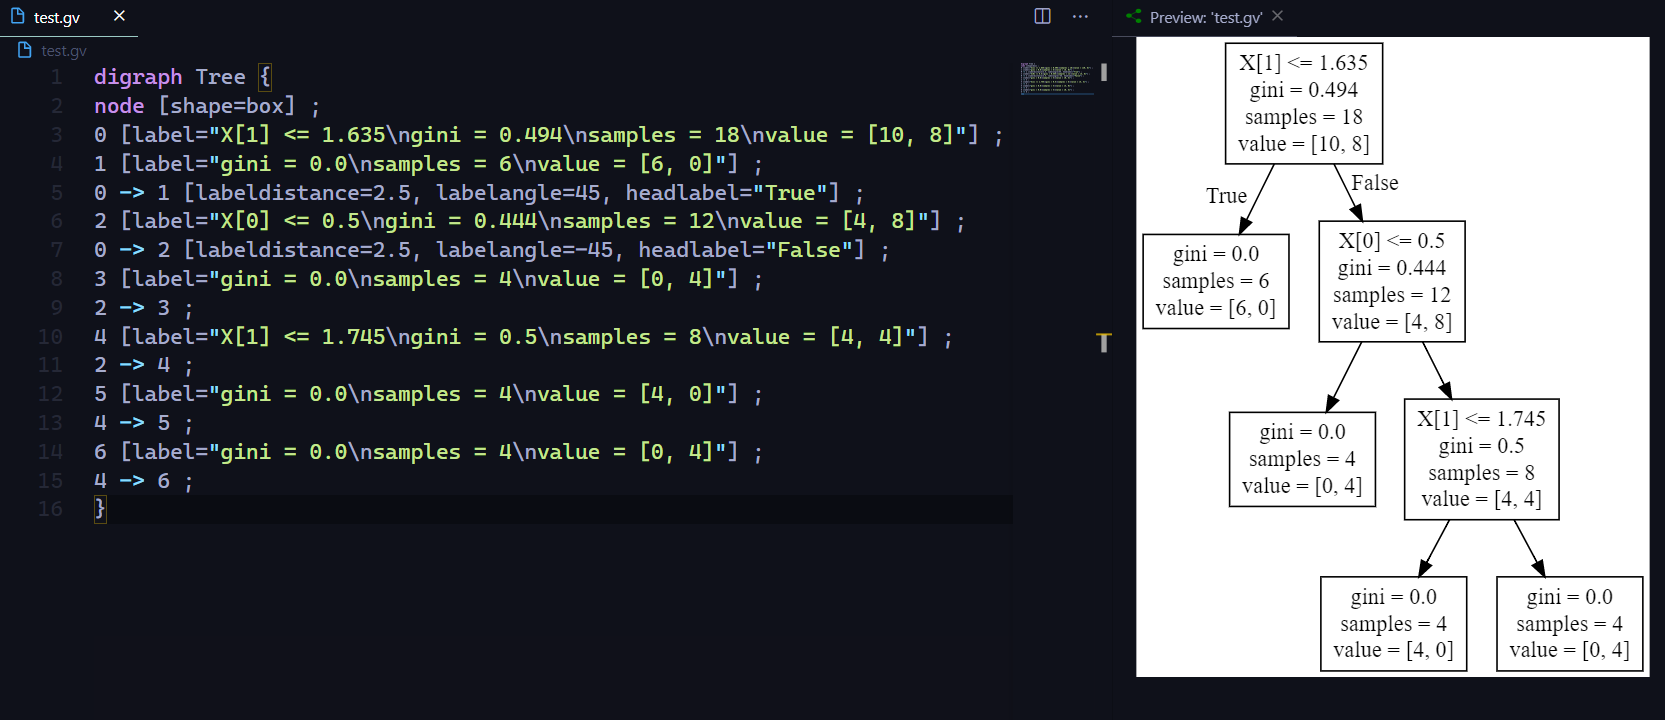 test.gv
Preview: 'test.gv'
test.gv
1 digraph Tree {
2 node [shape=box] ;
3 0 [label="X[1] <= 1.635\ngini = 0.494\nsamples = 18\nvalue = [10, 8]"] ;
4 1 [label="gini = 0.0\nsamples = 6\nvalue = [6, 0]"] ;
5 0 -> 1 [labeldistance=2.5, labelangle=45, headlabel="True"] ;
6 2 [label="X[0] <= 0.5\ngini = 0.444\nsamples = 12\nvalue = [4, 8]"] ;
7 0 -> 2 [labeldistance=2.5, labelangle=-45, headlabel="False"] ;
8 3 [label="gini = 0.0\nsamples = 4\nvalue = [0, 4]"] ;
9 2 -> 3 ;
10 4 [label="X[1] <= 1.745\ngini = 0.5\nsamples = 8\nvalue = [4, 4]"] ;
11 2 -> 4 ;
12 5 [label="gini = 0.0\nsamples = 4\nvalue = [4, 0]"] ;
13 4 -> 5 ;
14 6 [label="gini = 0.0\nsamples = 4\nvalue = [0, 4]"] ;
15 4 -> 6 ;
16 }
X[1] <= 1.635
gini = 0.494
samples = 18
value = [10, 8]
True
False
gini = 0.0
samples = 6
value = [6, 0]
X[0] <= 0.5
gini = 0.444
samples = 12
value = [4, 8]
gini = 0.0
samples = 4
value = [0, 4]
X[1] <= 1.745
gini = 0.5
samples = 8
value = [4, 4]
gini = 0.0
samples = 4
value = [4, 0]
gini = 0.0
samples = 4
value = [0, 4]